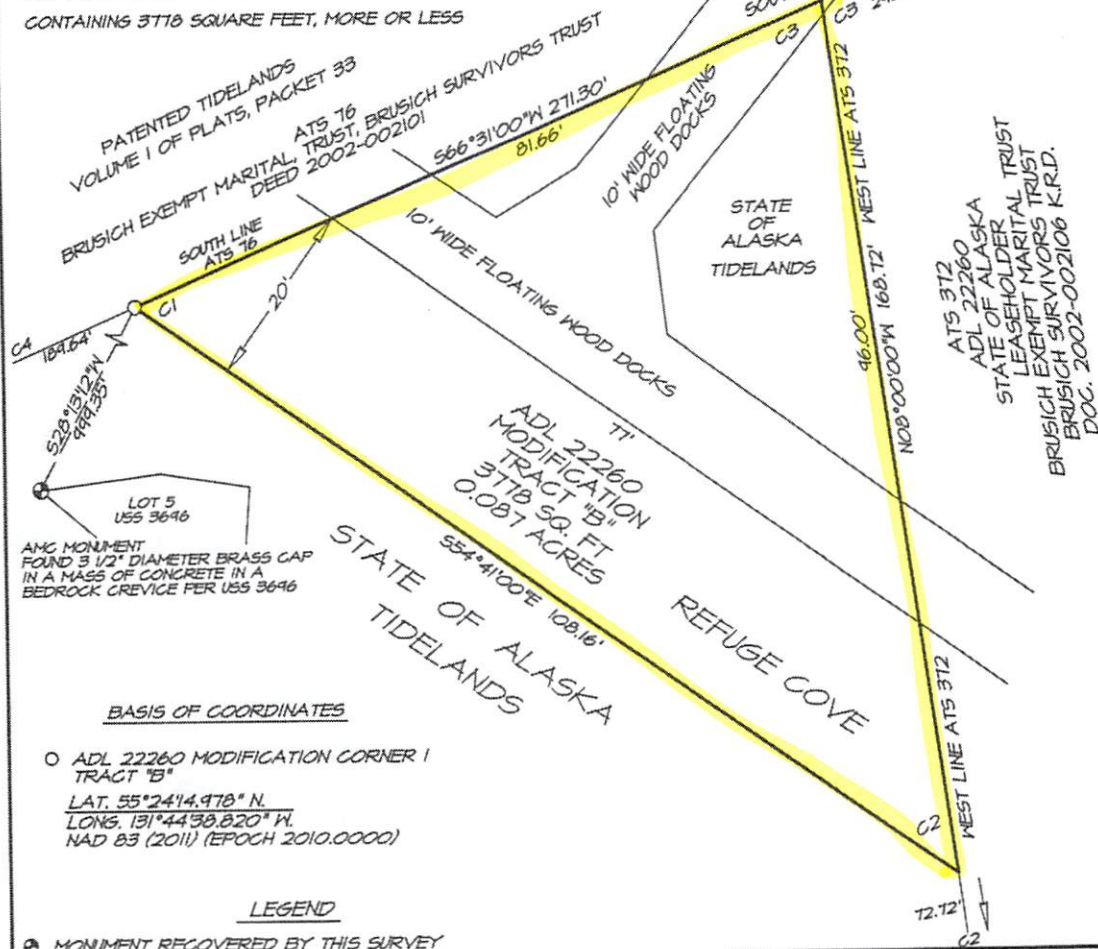 CONTAINING 3778 SQUARE FEET, MORE OR LESS
PATENTED TIDELANDS
VOLUME 1 OF PLATS, PACKET 33
ATS 76
BRUSICH EXEMPT MARITAL, TRUST, BRUSICH SURVIVORS TRUST
DEED 2002-002101
SOUTH LINE
ATS 76
S66°31'00"W 271.30'
81.66'
C3
C3
10' WIDE FLOATING
WOOD DOCKS
10' WIDE FLOATING WOOD DOCKS
STATE
OF
ALASKA
TIDELANDS
WEST LINE ATS 372
N08°00'00"W 168.72'
96.00'
ATS 372
ADL 22260
STATE OF ALASKA
LEASEHOLDER
BRUSICH EXEMPT MARITAL TRUST
BRUSICH SURVIVORS TRUST
DOC. 2002-002106 K.R.D.
C1
20'
C4
189.64'
S28°13'12"W
999.35'
LOT 5
USS 3696
AMC MONUMENT
FOUND 3 1/2" DIAMETER BRASS CAP
IN A MASS OF CONCRETE IN A
BEDROCK CREVICE PER USS 3696
77'
ADL 22260
MODIFICATION
TRACT "B"
3778 SQ. FT
0.087 ACRES
S54°41'00"E 108.16'
STATE OF ALASKA
TIDELANDS
REFUGE COVE
WEST LINE ATS 372
C2
72.72'
C2
BASIS OF COORDINATES
ADL 22260 MODIFICATION CORNER 1
TRACT "B"
LAT. 55°24'14.978" N.
LONG. 131°44'38.820" W.
NAD 83 (2011) (EPOCH 2010.0000)
LEGEND
MONUMENT RECOVERED BY THIS SURVEY